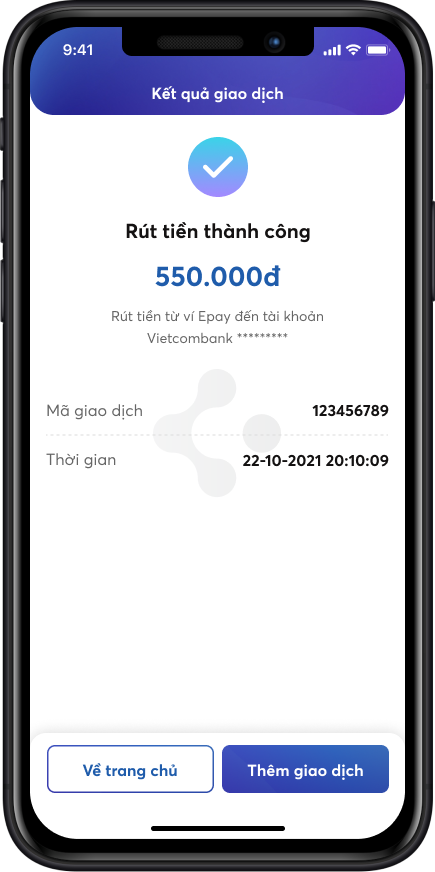 9:41
Kết quả giao dịch
Rút tiền thành công
550.000đ
Rút tiền từ ví Epay đến tài khoản
Vietcombank *********
Mã giao dịch 123456789
Thời gian 22-10-2021 20:10:09
Về trang chủ Thêm giao dịch